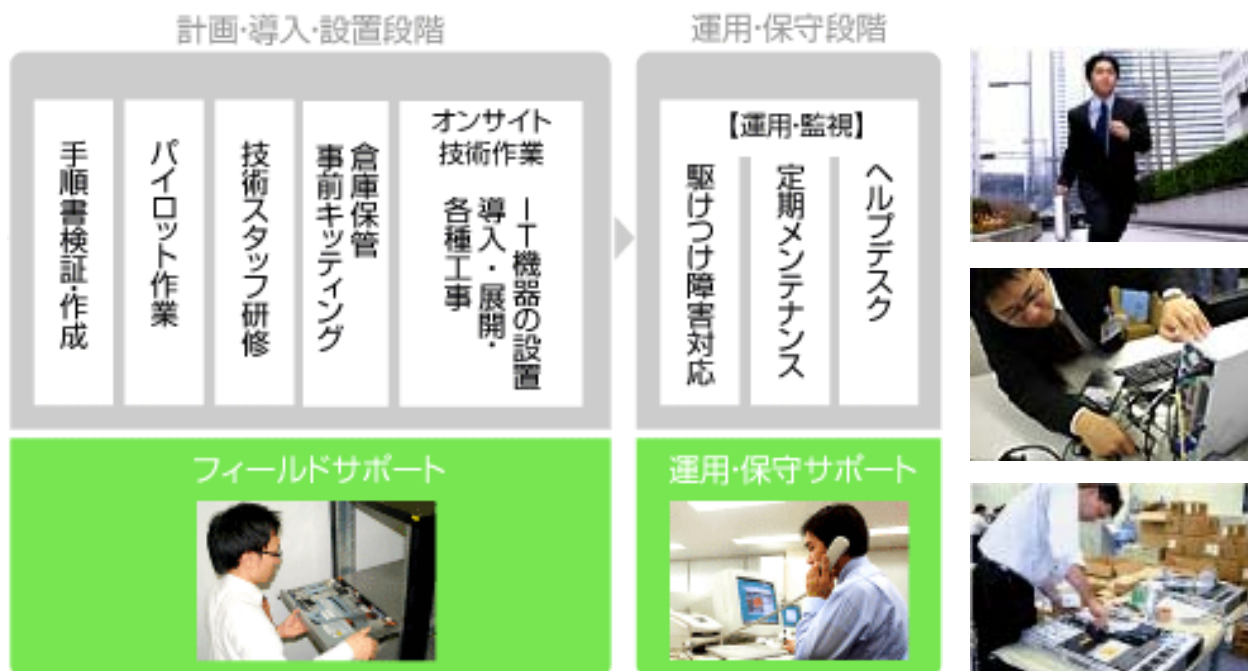 計画・導入・設置段階
手順書検証・作成
パイロット作業
技術スタッフ研修
倉庫保管
事前キッティング
オンサイト
技術作業
IT機器の設置
導入・展開・
各種工事
フィールドサポート
運用・保守段階
【運用・監視】
駆けつけ障害対応
定期メンテナンス
ヘルプデスク
運用・保守サポート